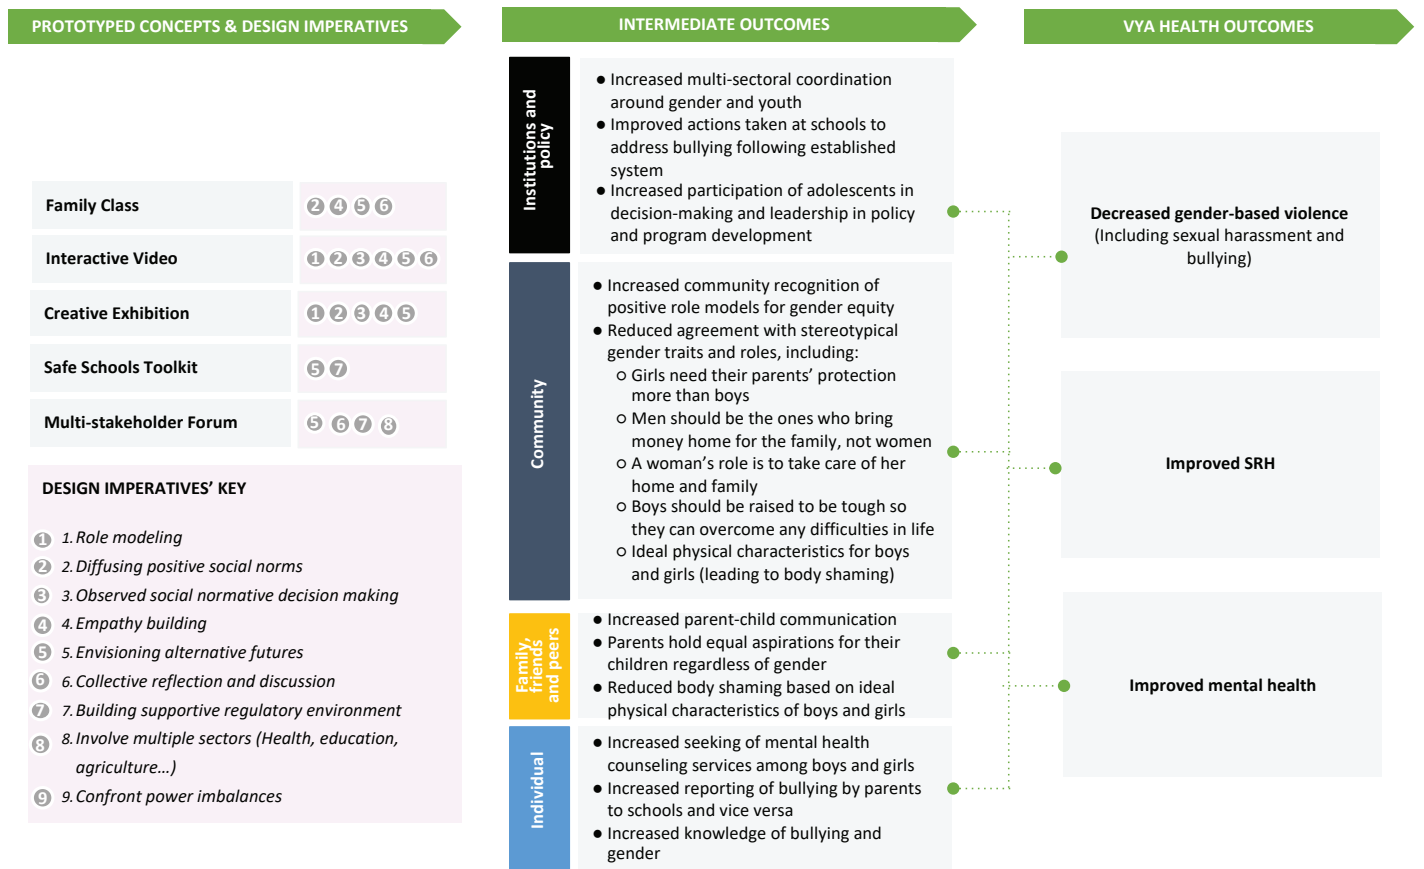 PROTOTYPED CONCEPTS & DESIGN IMPERATIVES
Family Class
2 4 5 6
Interactive Video
1 2 3 4 5 6
Creative Exhibition
1 2 3 4 5
Safe Schools Toolkit
5 7
Multi-stakeholder Forum
5 6 7 8
DESIGN IMPERATIVES’ KEY
1 1. Role modeling
2 2. Diffusing positive social norms
3 3. Observed social normative decision making
4 4. Empathy building
5 5. Envisioning alternative futures
6 6. Collective reflection and discussion
7 7. Building supportive regulatory environment
8 8. Involve multiple sectors (Health, education,
agriculture...)
9 9. Confront power imbalances
INTERMEDIATE OUTCOMES
Institutions and
policy
● Increased multi-sectoral coordination
around gender and youth
● Improved actions taken at schools to
address bullying following established
system
● Increased participation of adolescents in
decision-making and leadership in policy
and program development
Community
● Increased community recognition of
positive role models for gender equity
● Reduced agreement with stereotypical
gender traits and roles, including:
○ Girls need their parents’ protection
more than boys
○ Men should be the ones who bring
money home for the family, not women
○ A woman’s role is to take care of her
home and family
○ Boys should be raised to be tough so
they can overcome any difficulties in life
○ Ideal physical characteristics for boys
and girls (leading to body shaming)
Family,
friends
and peers
● Increased parent-child communication
● Parents hold equal aspirations for their
children regardless of gender
● Reduced body shaming based on ideal
physical characteristics of boys and girls
Individual
● Increased seeking of mental health
counseling services among boys and girls
● Increased reporting of bullying by parents
to schools and vice versa
● Increased knowledge of bullying and
gender
VYA HEALTH OUTCOMES
Decreased gender-based violence
(Including sexual harassment and
bullying)
Improved SRH
Improved mental health